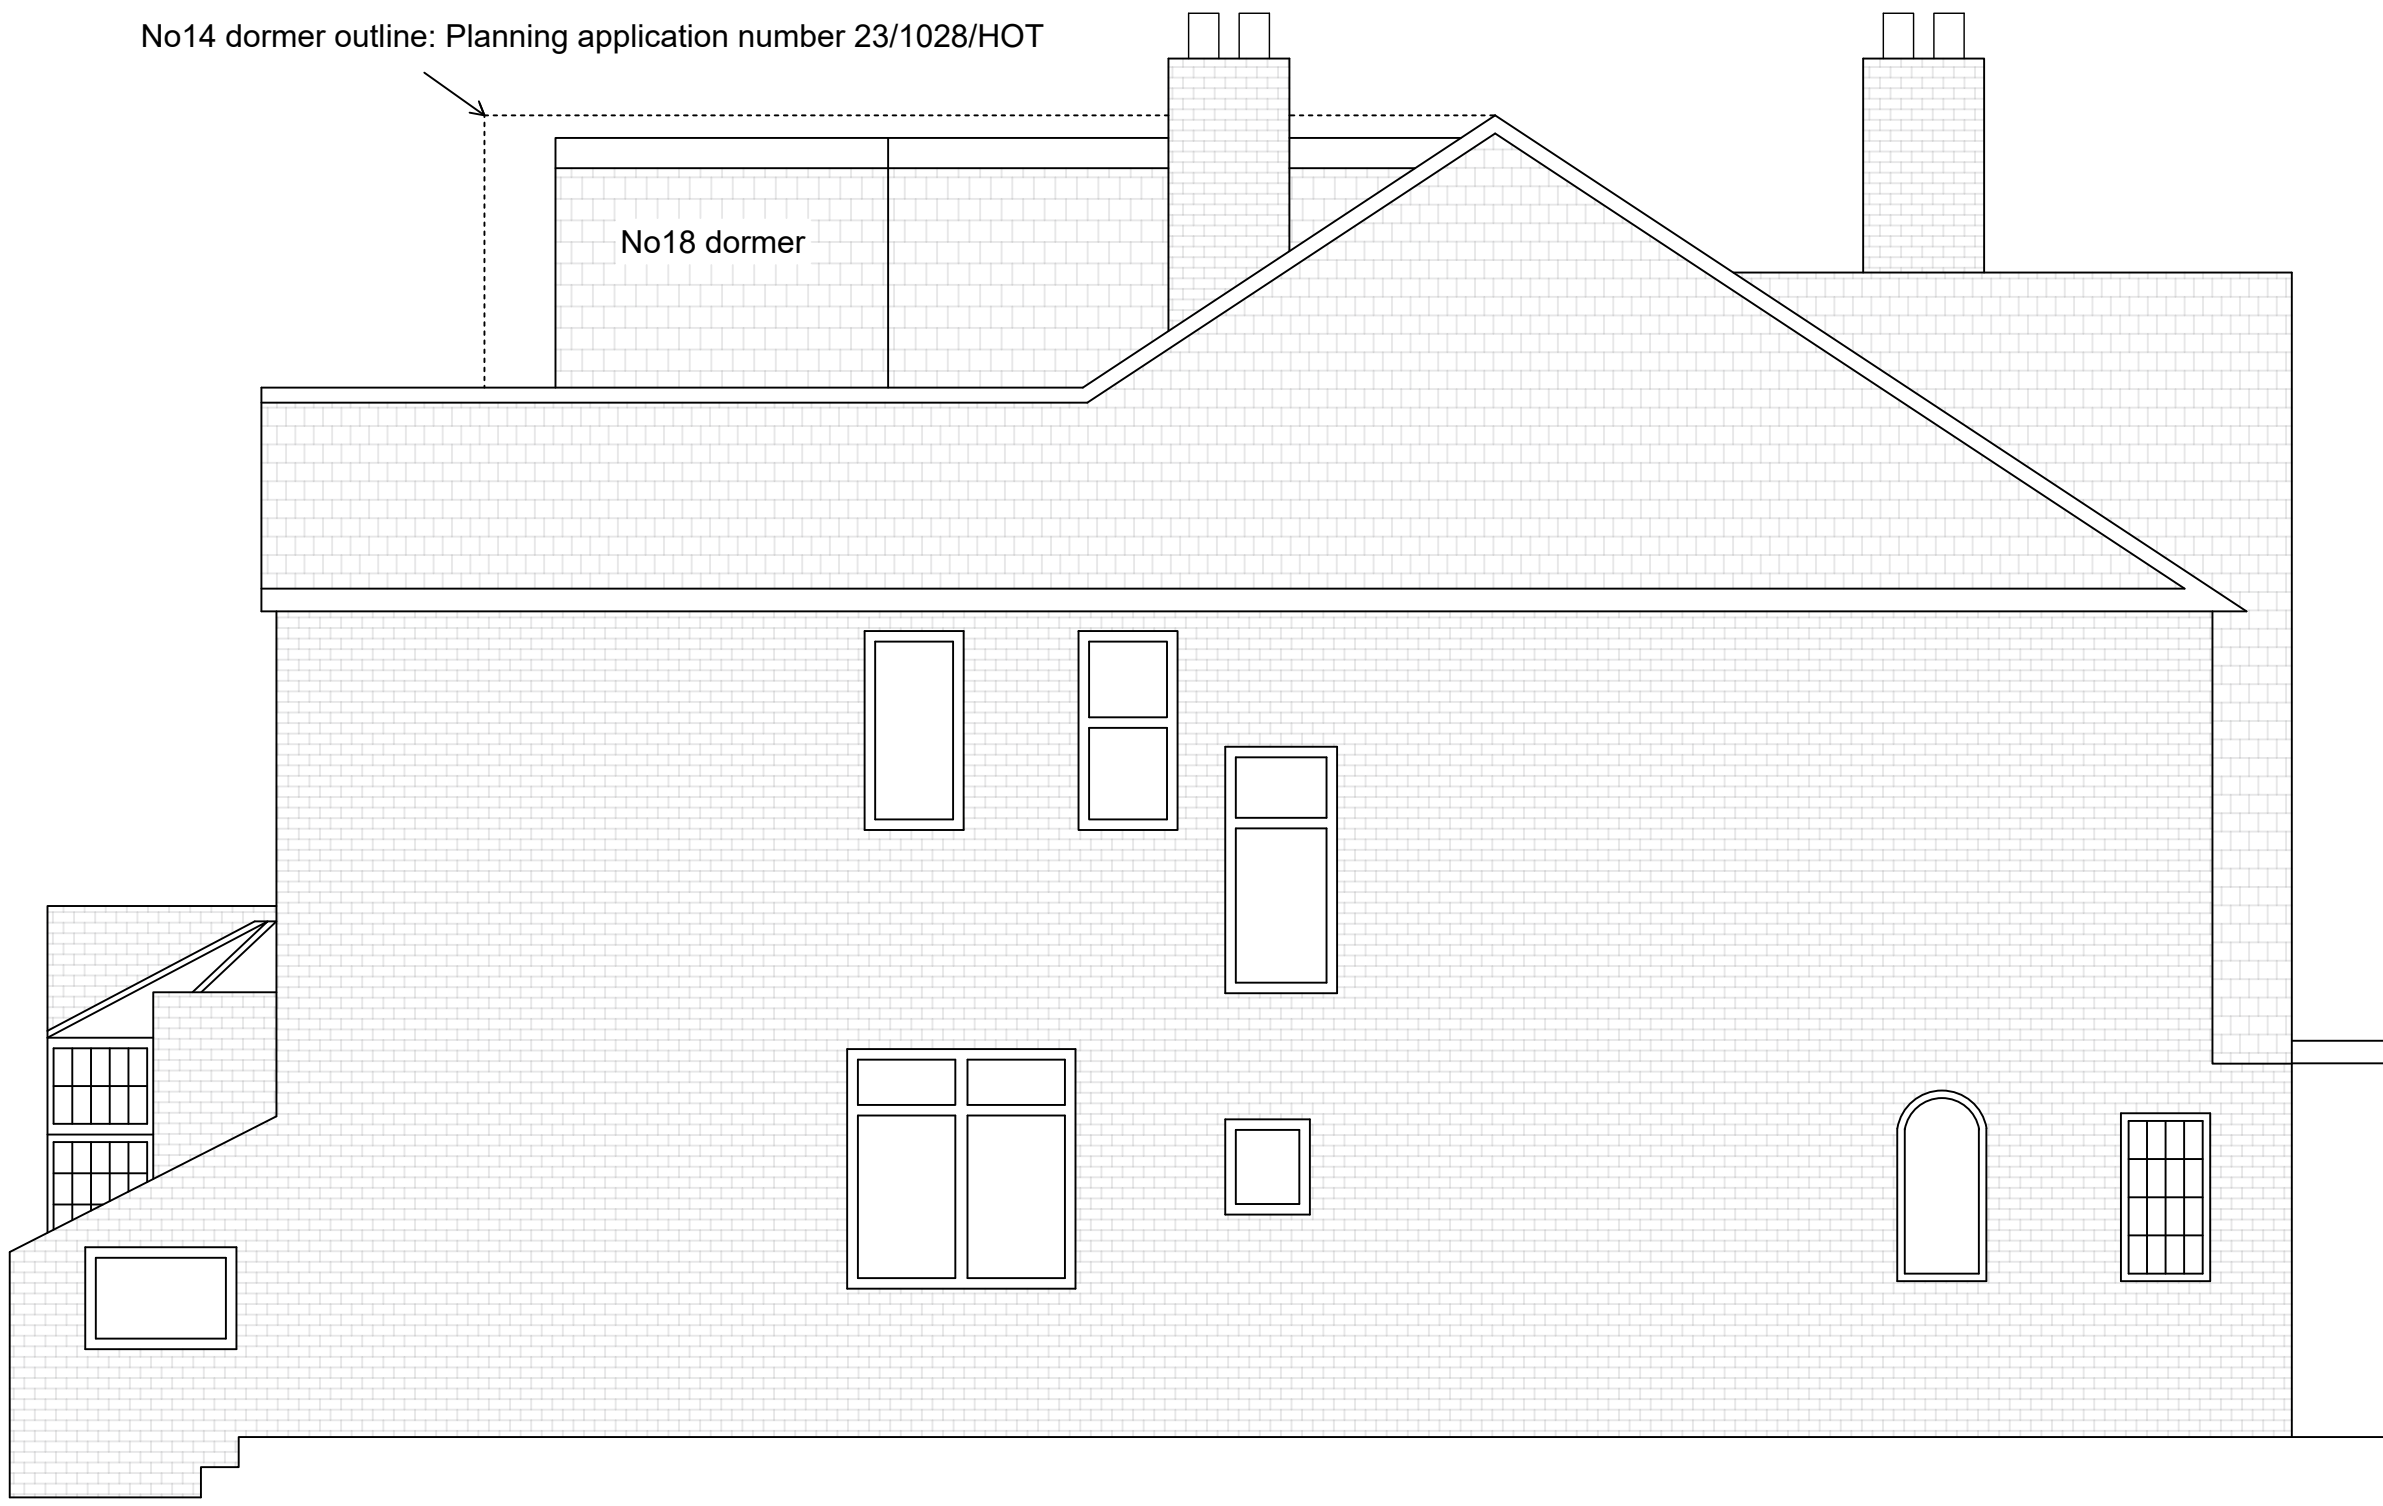 No14 dormer outline: Planning application number 23/1028/HOT
No18 dormer